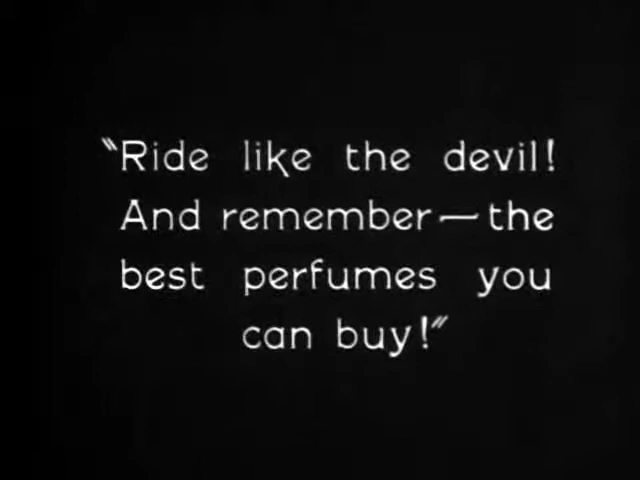 "Ride like the devil!
And remember—the
best perfumes you
can buy!"